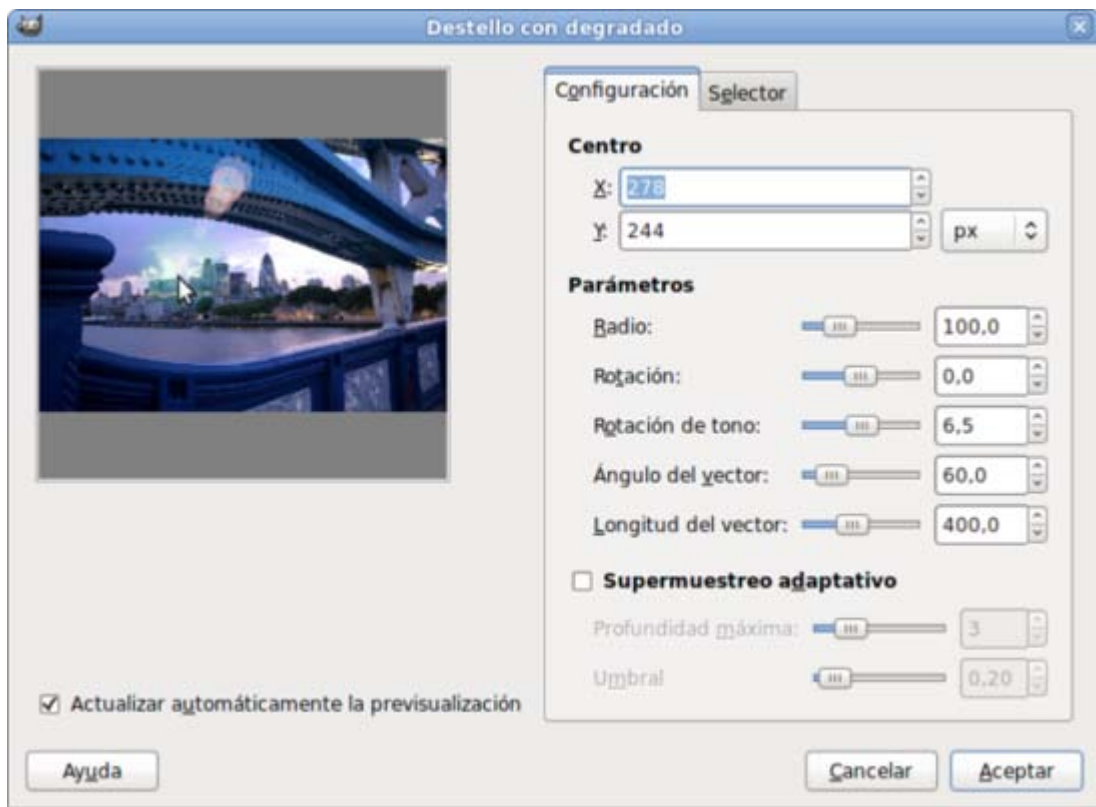 Destello con degradado
Configuración
Selector
Centro
X: 278
Y: 244 px
Parámetros
Radio: 100,0
Rotación: 0,0
Rotación de tono: 6,5
Ángulo del vector: 60,0
Longitud del vector: 400,0
Supermuestreo adaptativo
Profundidad máxima: 3
Umbral 0,20
Actualizar automáticamente la previsualización
Ayuda
Cancelar
Aceptar